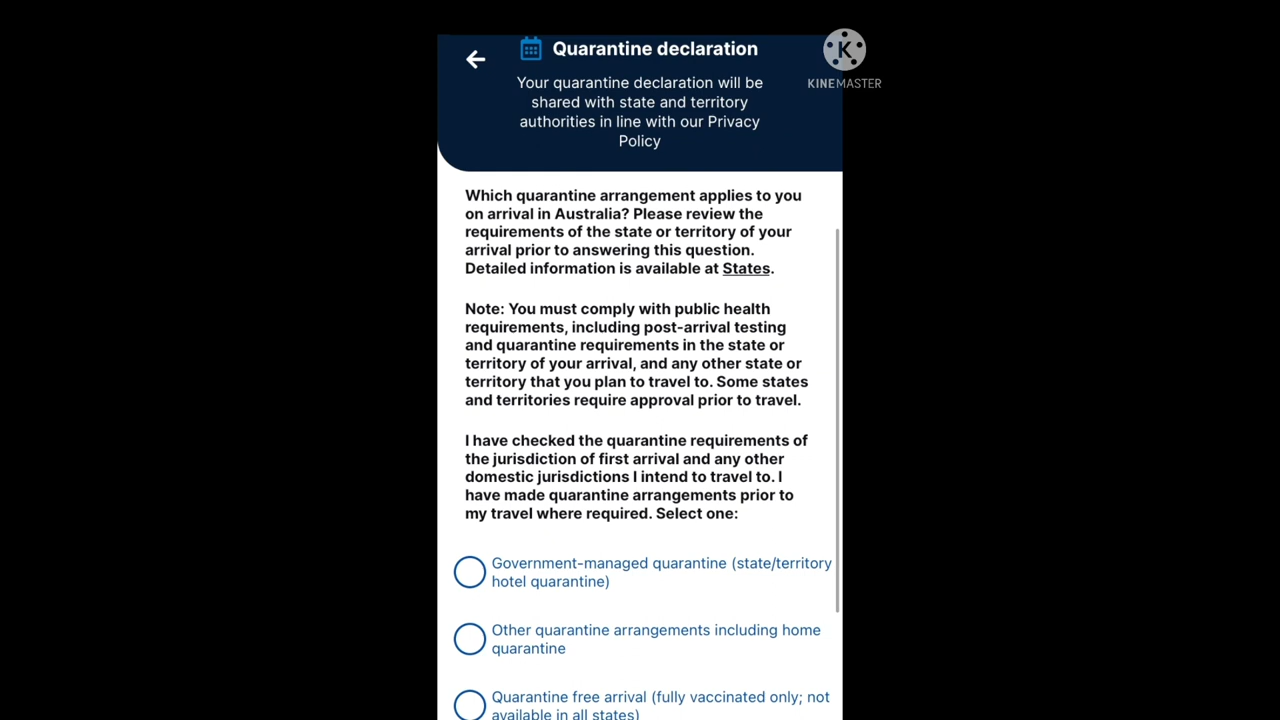 Quarantine declaration
Your quarantine declaration will be
shared with state and territory
authorities in line with our Privacy
Policy
K
KINEMASTER
Which quarantine arrangement applies to you
on arrival in Australia? Please review the
requirements of the state or territory of your
arrival prior to answering this question.
Detailed information is available at States.
Note: You must comply with public health
requirements, including post-arrival testing
and quarantine requirements in the state or
territory of your arrival, and any other state or
territory that you plan to travel to. Some states
and territories require approval prior to travel.
I have checked the quarantine requirements of
the jurisdiction of first arrival and any other
domestic jurisdictions I intend to travel to. I
have made quarantine arrangements prior to
my travel where required. Select one:
Government-managed quarantine (state/territory
hotel quarantine)
Other quarantine arrangements including home
quarantine
Quarantine free arrival (fully vaccinated only; not
available in all states)